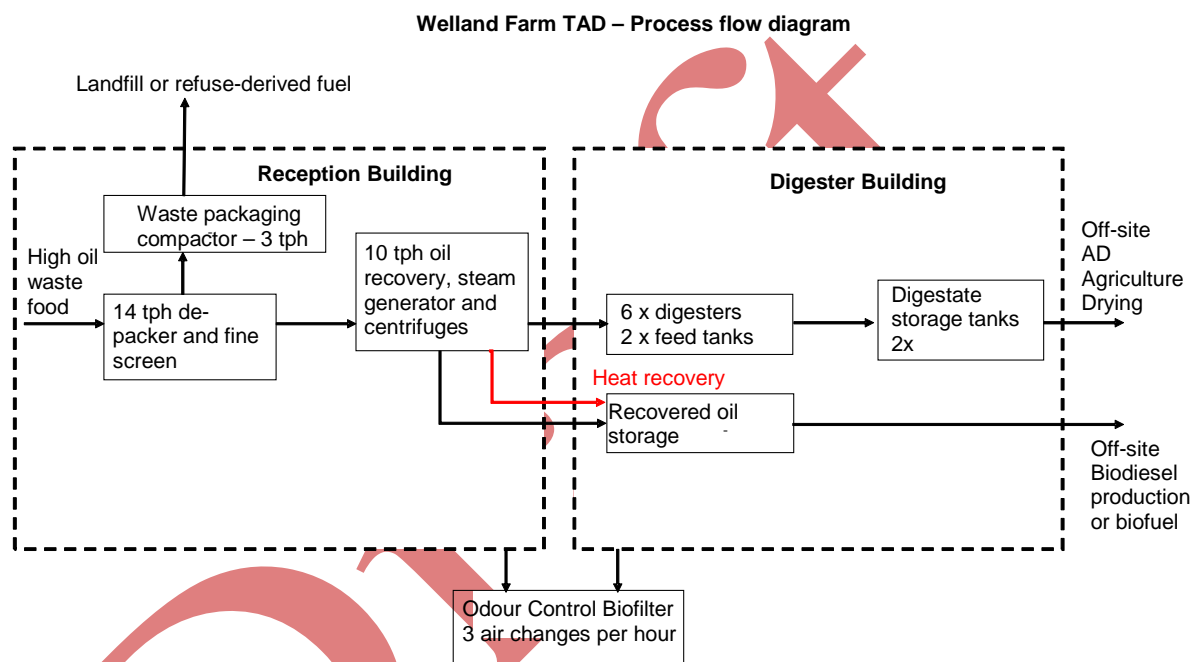 Welland Farm TAD – Process flow diagram
Landfill or refuse-derived fuel
Reception Building
Digester Building
Waste packaging
compactor – 3 tph
High oil
waste
food
14 tph de-
packer and fine
screen
10 tph oil
recovery, steam
generator and
centrifuges
6 x digesters
2 x feed tanks
Digestate
storage tanks
2x
Off-site
AD
Agriculture
Drying
Heat recovery
Recovered oil
storage
Off-site
Biodiesel
production
or biofuel
Odour Control Biofilter
3 air changes per hour